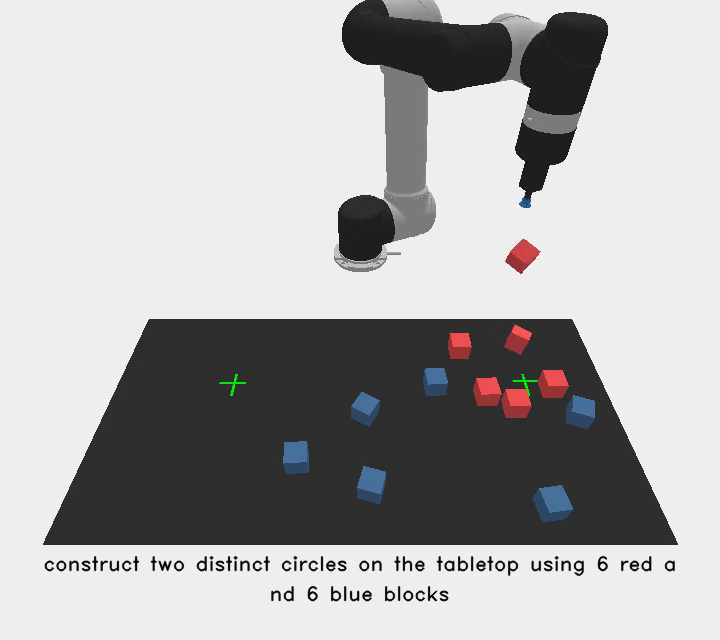 construct two distinct circles on the tabletop using 6 red a
nd 6 blue blocks